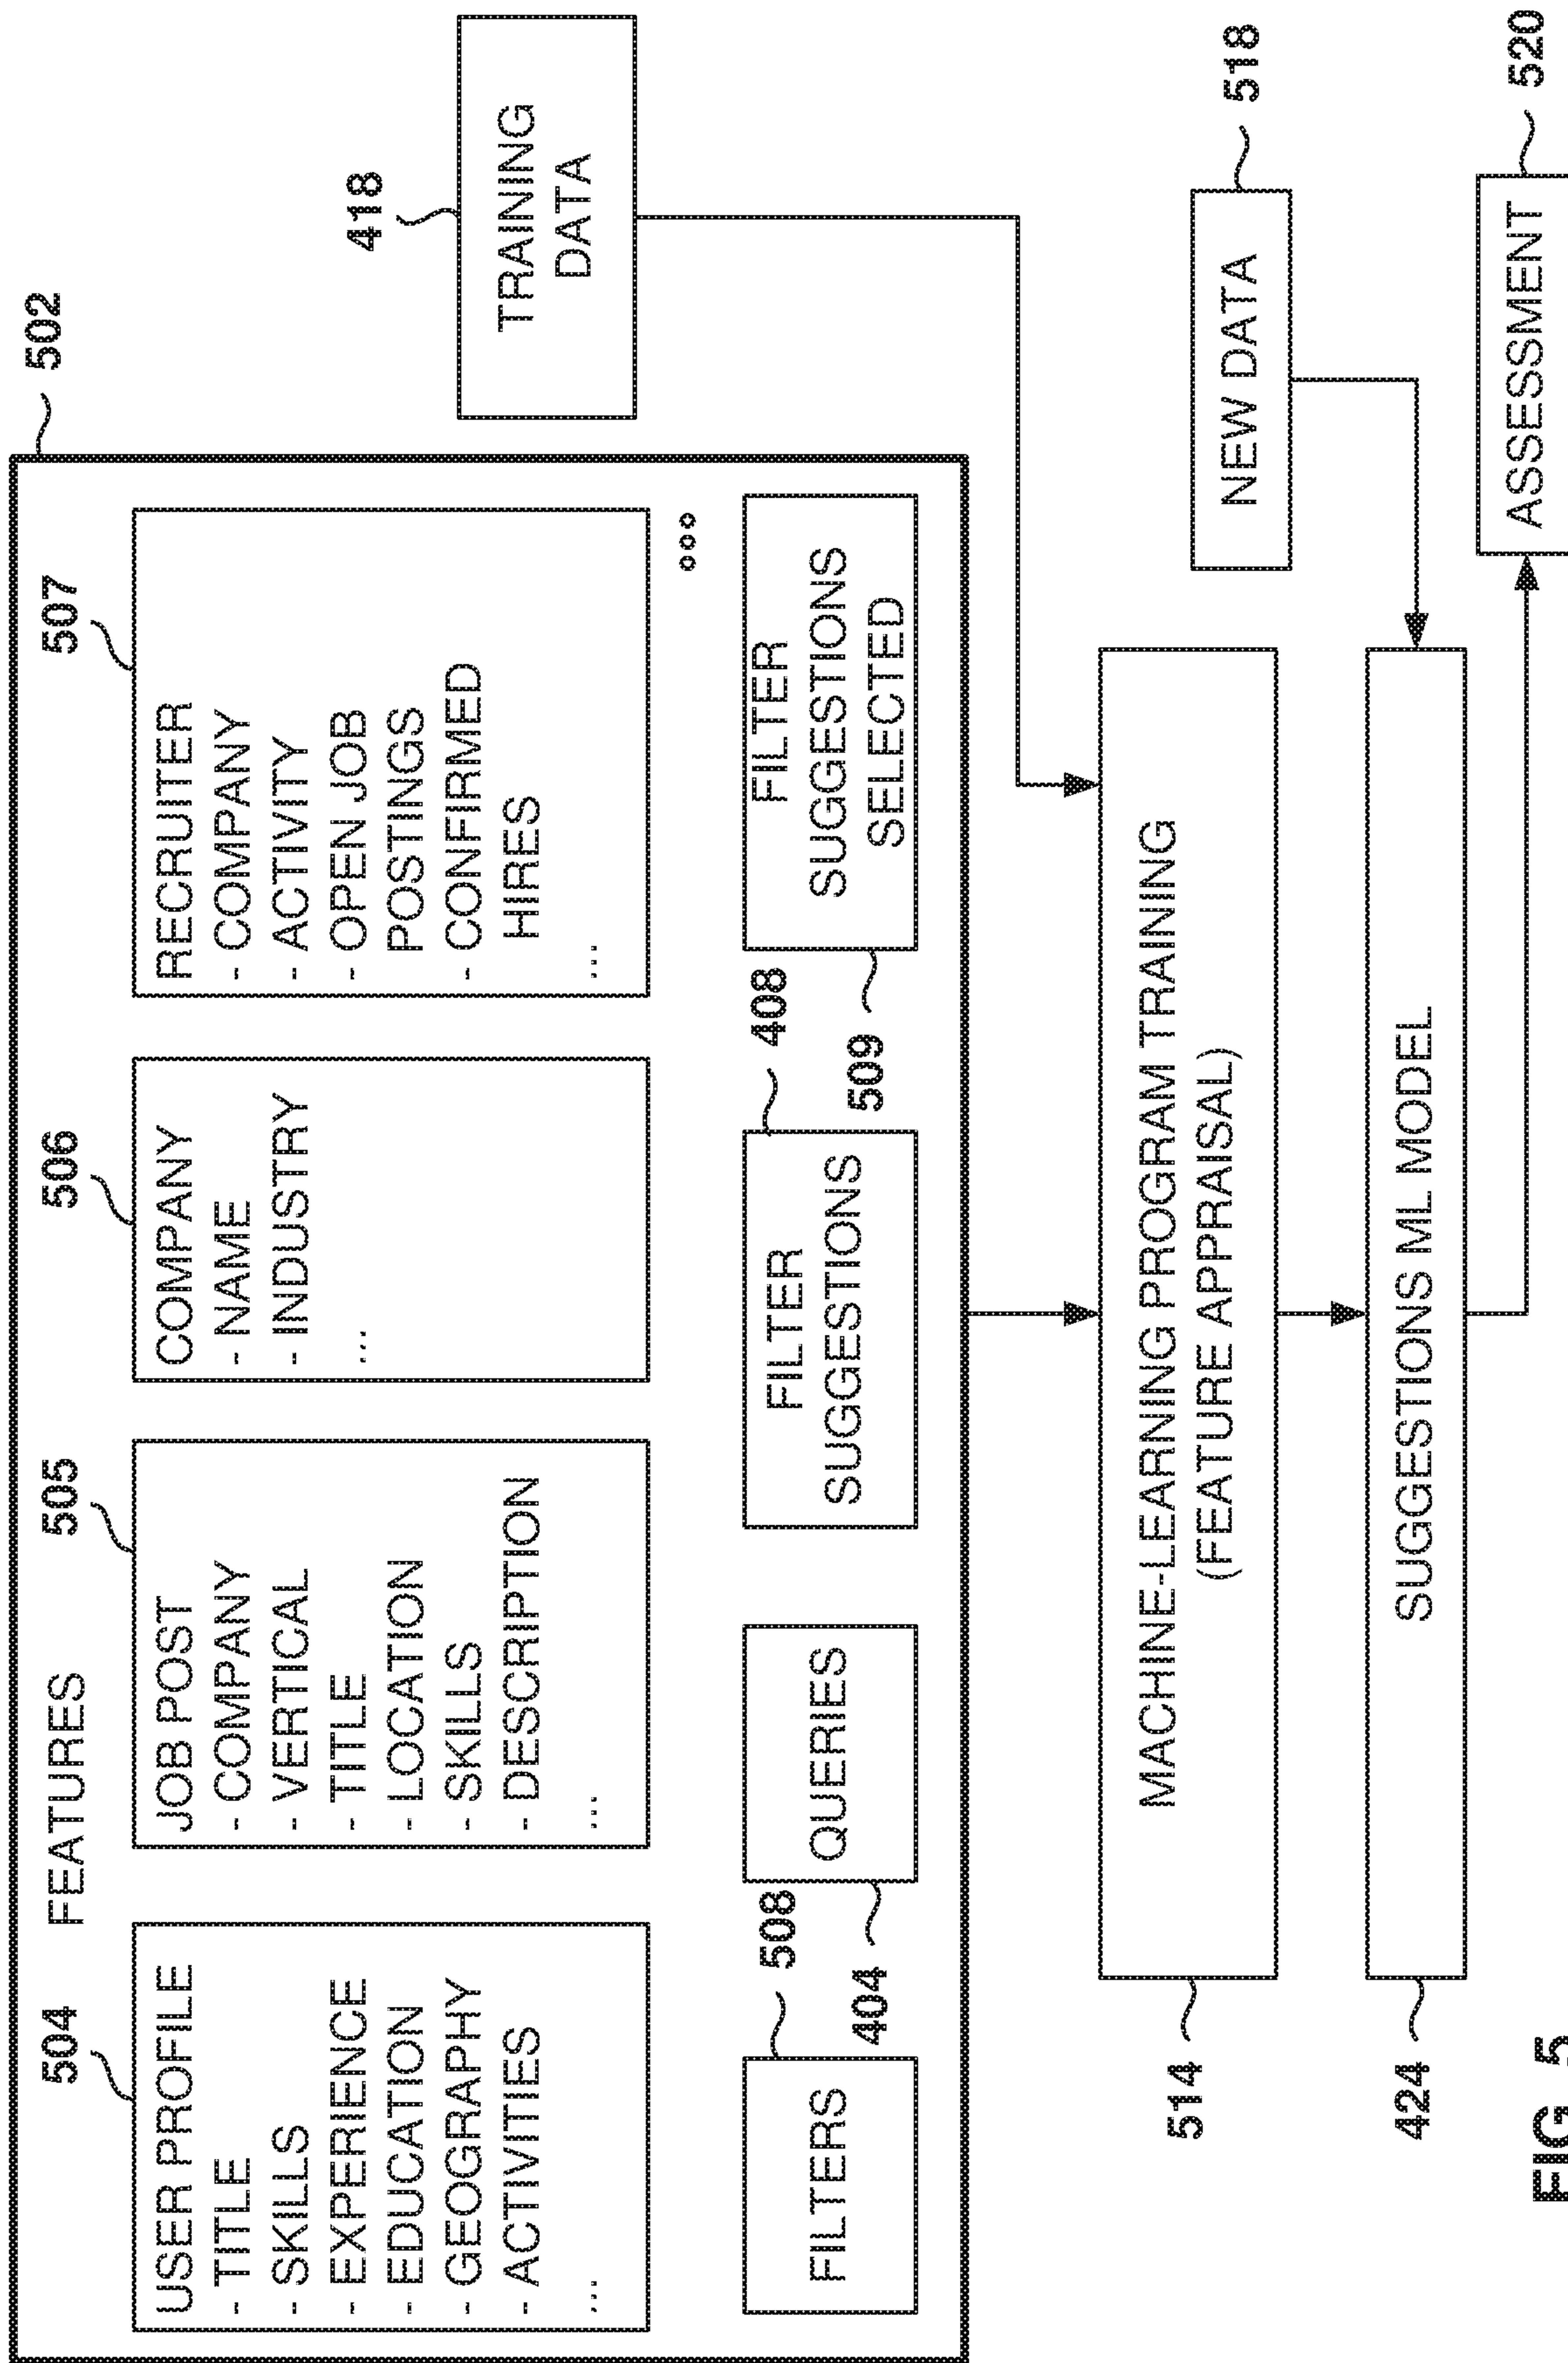 502
FEATURES
504
USER PROFILE
- TITLE
- SKILLS
- EXPERIENCE
- EDUCATION
- GEOGRAPHY
- ACTIVITIES
...
505
JOB POST
- COMPANY
- VERTICAL
- TITLE
- LOCATION
- SKILLS
- DESCRIPTION
...
506
COMPANY
- NAME
- INDUSTRY
...
507
RECRUITER
- COMPANY
- ACTIVITY
- OPEN JOB
POSTINGS
- CONFIRMED
HIRES
...
508
FILTERS
404
QUERIES
408
FILTER
SUGGESTIONS
509
FILTER
SUGGESTIONS
SELECTED
418
TRAINING
DATA
514
MACHINE-LEARNING PROGRAM TRAINING
(FEATURE APPRAISAL)
518
NEW DATA
424
SUGGESTIONS ML MODEL
520
ASSESSMENT
FIG. 5